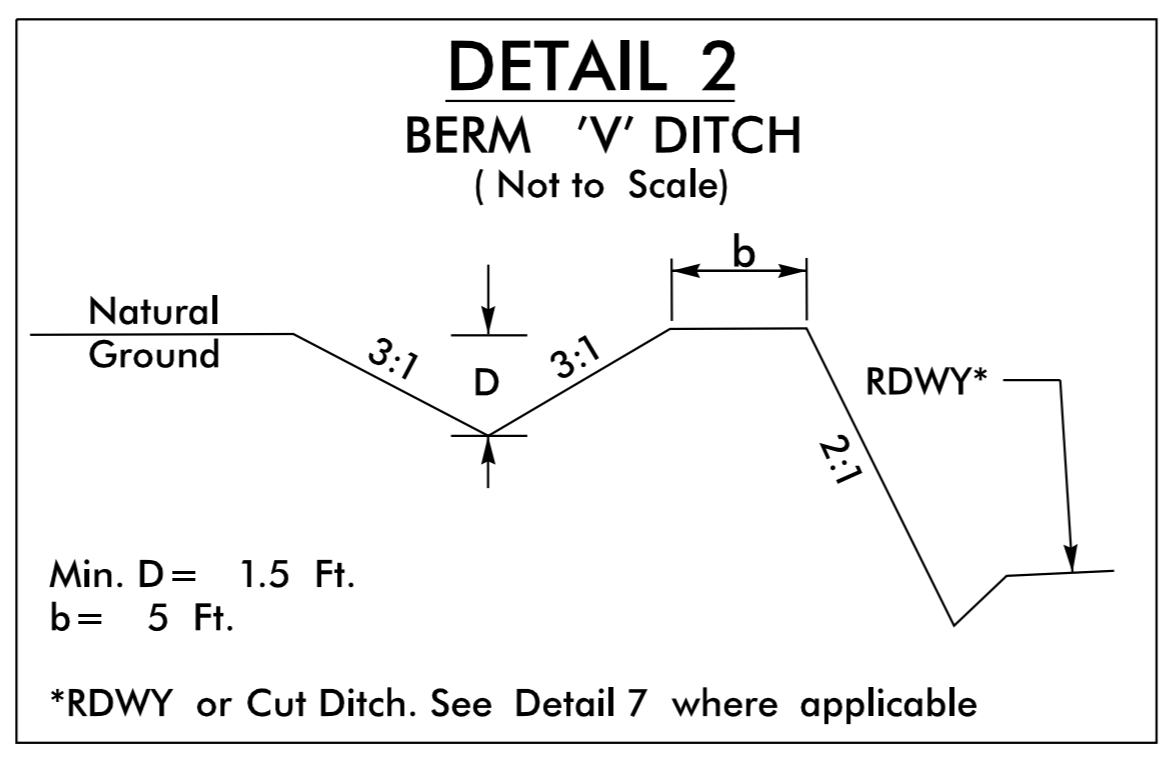 DETAIL 2
BERM 'V' DITCH
( Not to Scale)
b
Natural
Ground
3:1
D
3:1
RDWY*
2:1
Min. D= 1.5 Ft.
b= 5 Ft.
*RDWY or Cut Ditch. See Detail 7 where applicable